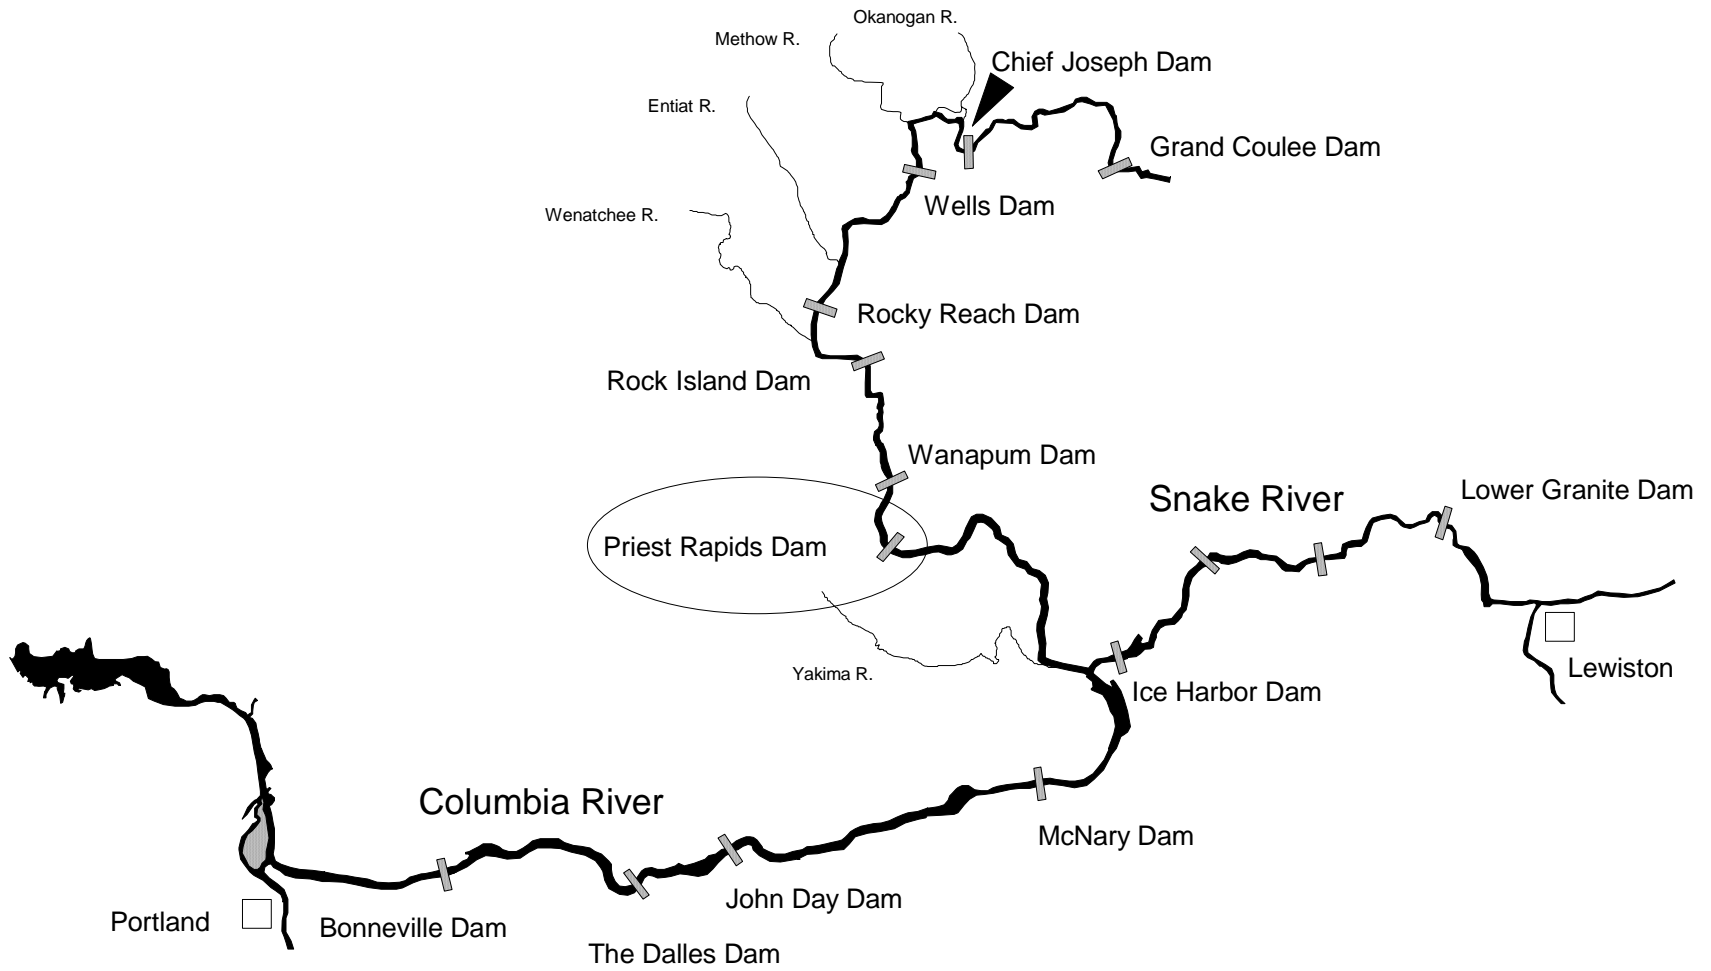 Okanogan R.
Methow R.
Chief Joseph Dam
Entiat R.
Grand Coulee Dam
Wells Dam
Wenatchee R.
Rocky Reach Dam
Rock Island Dam
Wanapum Dam
Snake River
Lower Granite Dam
Priest Rapids Dam
Yakima R.
Lewiston
Ice Harbor Dam
Columbia River
McNary Dam
John Day Dam
Portland
Bonneville Dam
The Dalles Dam